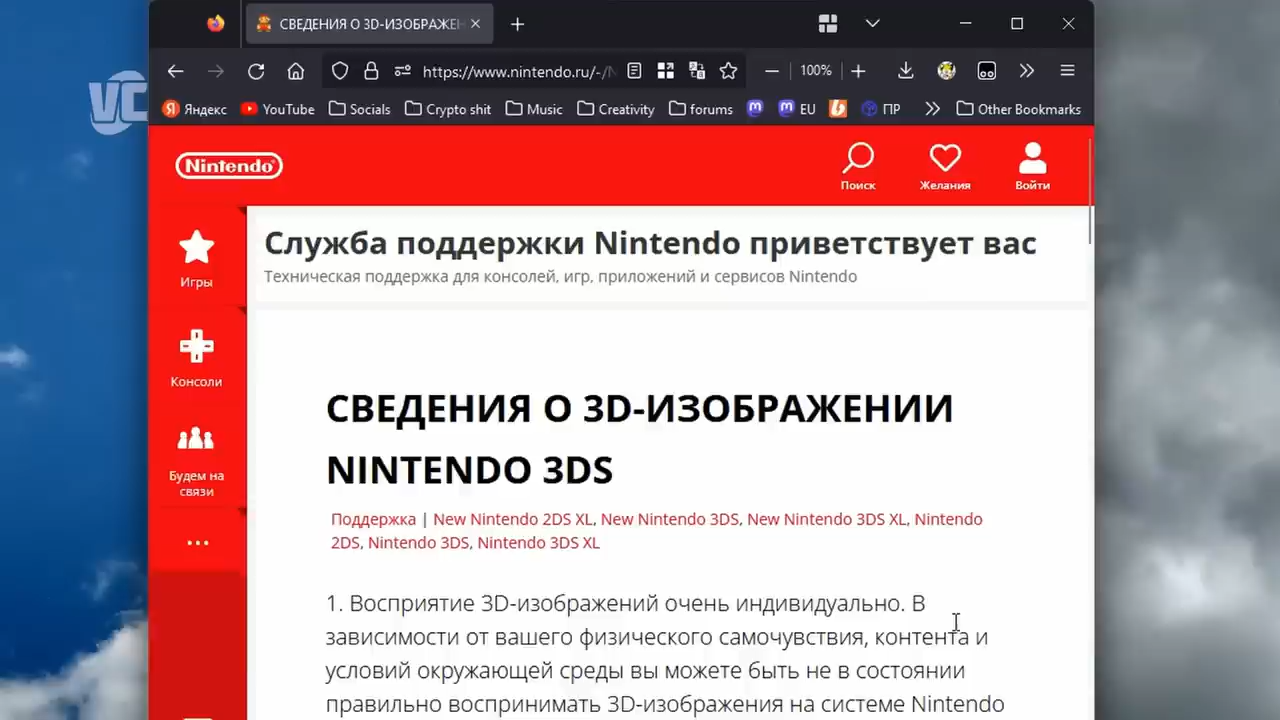 СВЕДЕНИЯ О 3D-ИЗОБРАЖЕН
https://www.nintendo.ru/-/
100%
Яндекс
YouTube
Socials
Crypto shit
Music
Creativity
forums
EU
ПР
Other Bookmarks
VC
Nintendo
Поиск
Желания
Войти
Служба поддержки Nintendo приветствует вас
Техническая поддержка для консолей, игр, приложений и сервисов Nintendo
Игры
Консоли
Будем на
связи
СВЕДЕНИЯ О 3D-ИЗОБРАЖЕНИИ
NINTENDO 3DS
Поддержка | New Nintendo 2DS XL, New Nintendo 3DS, New Nintendo 3DS XL, Nintendo
2DS, Nintendo 3DS, Nintendo 3DS XL
1. Восприятие 3D-изображений очень индивидуально. В
зависимости от вашего физического самочувствия, контента и
условий окружающей среды вы можете быть не в состоянии
правильно воспринимать 3D-изображения на системе Nintendo